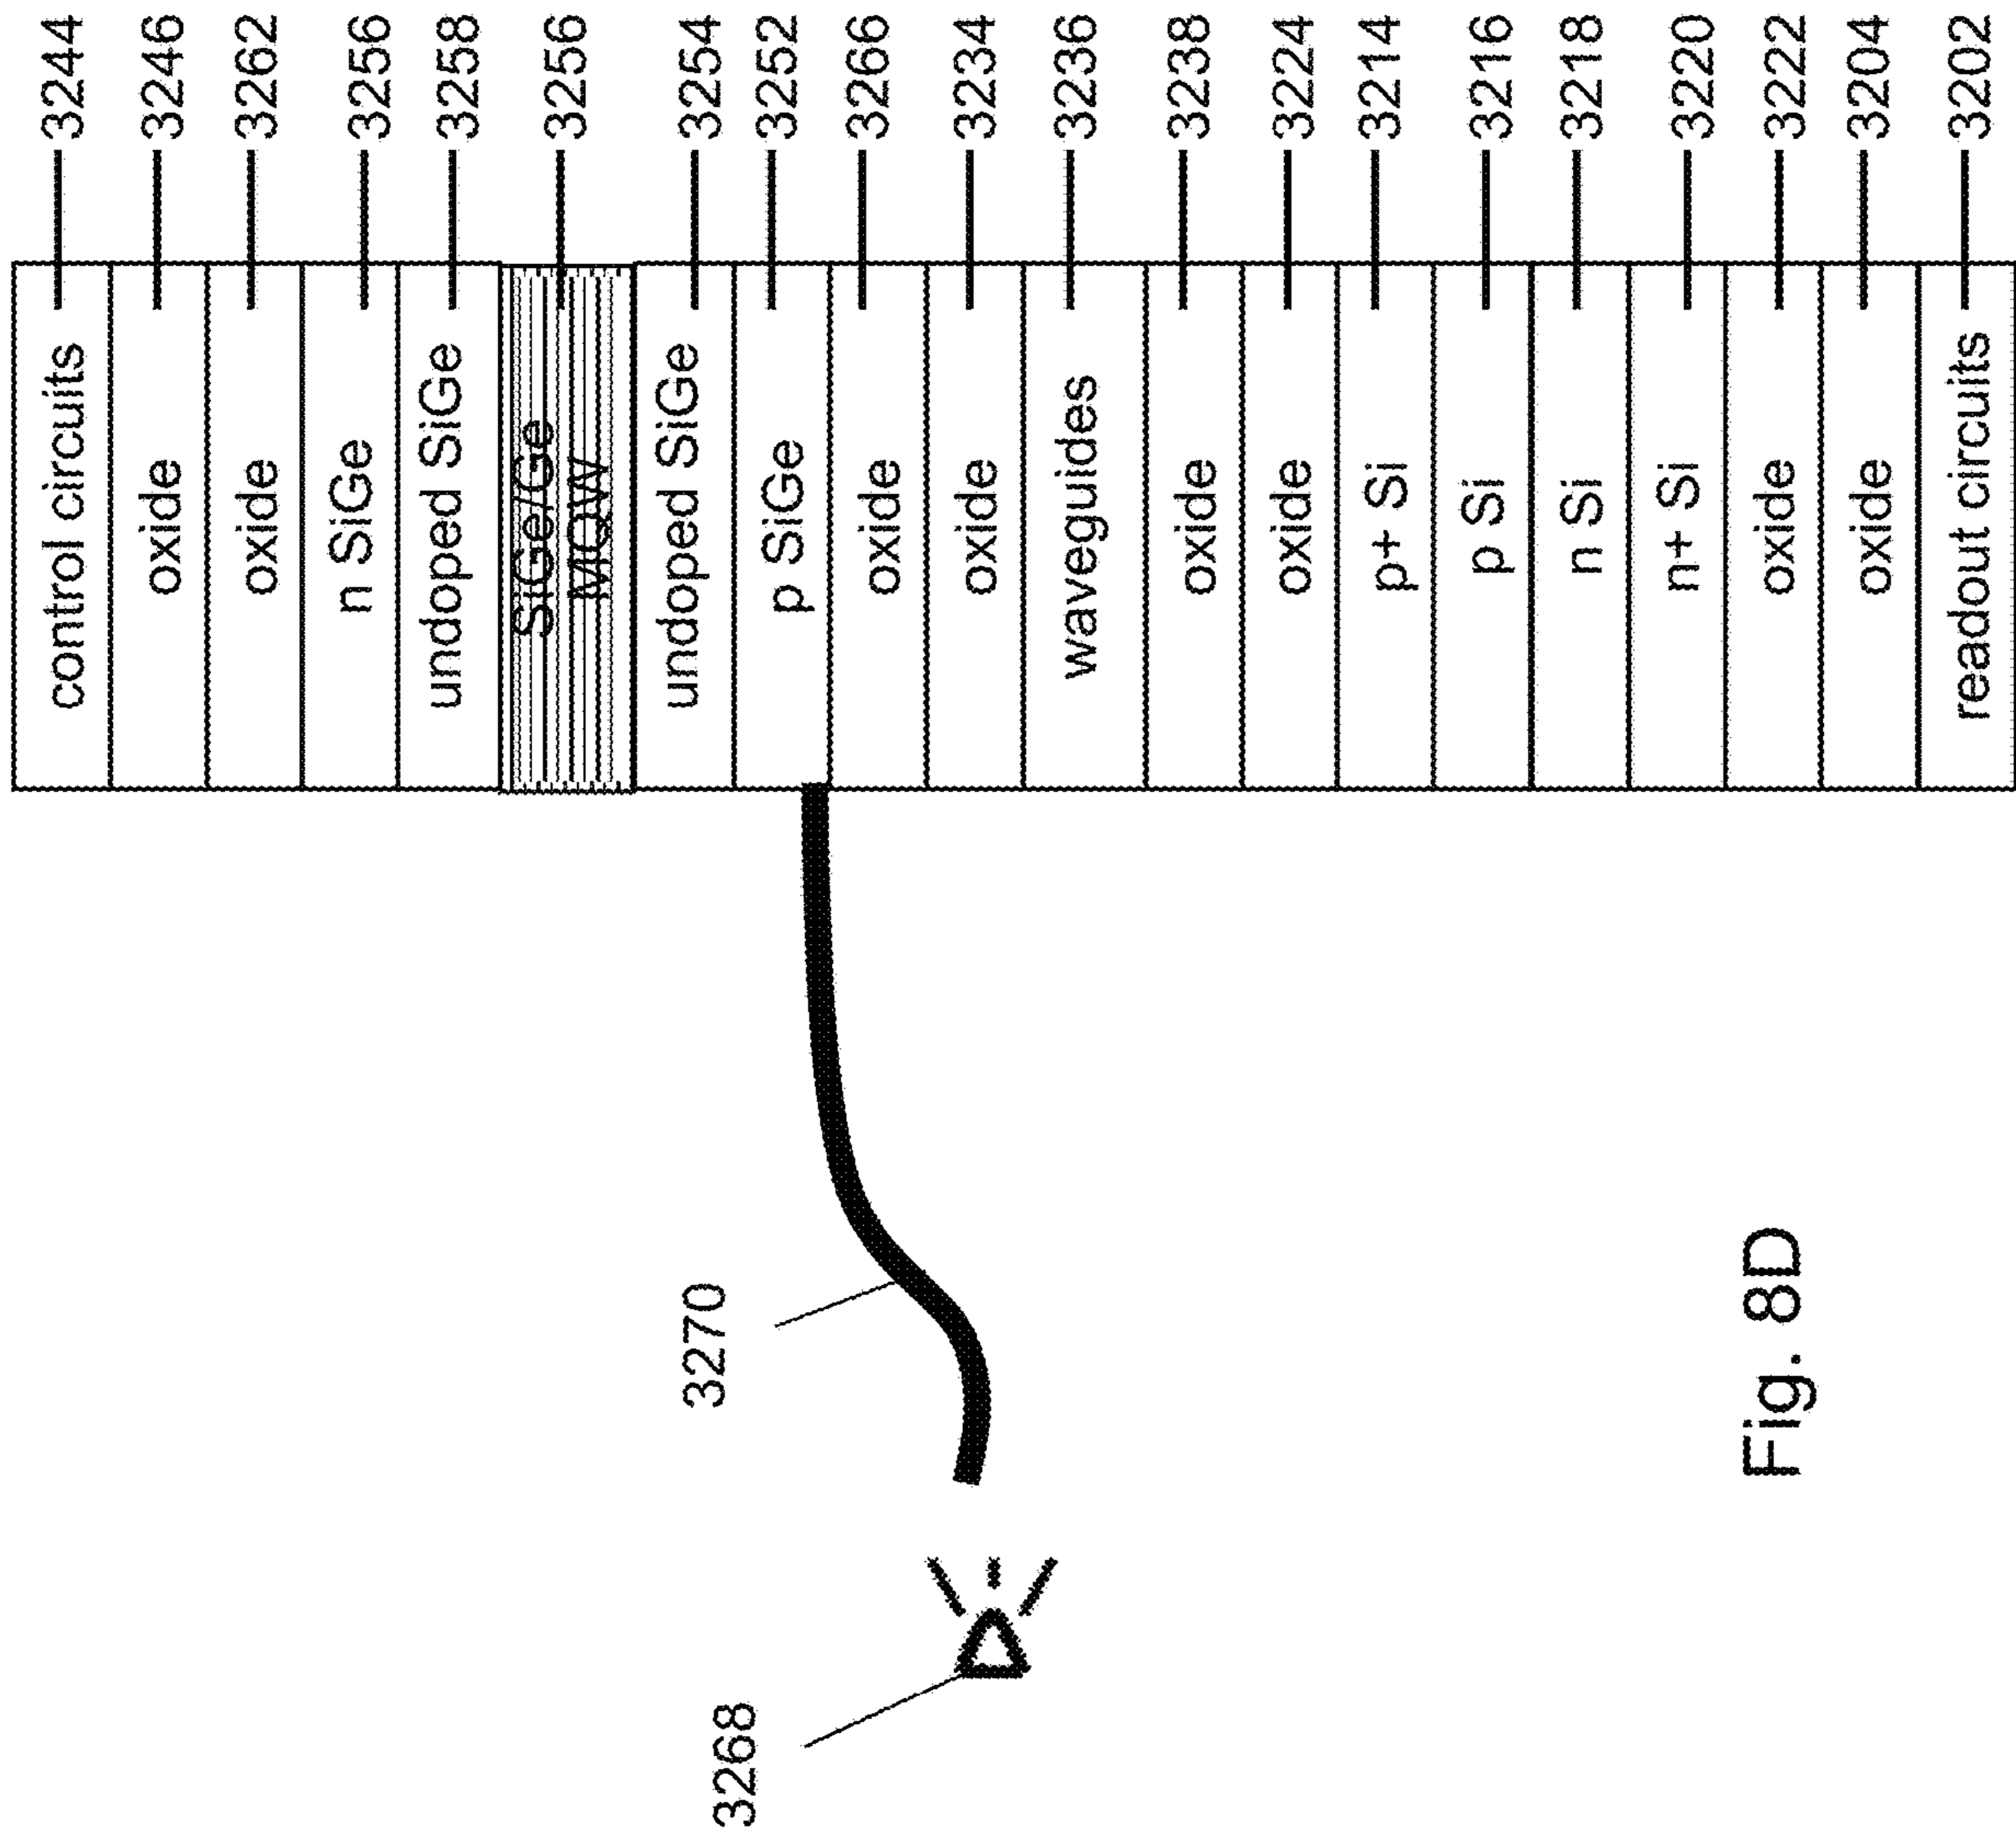 control circuits 3244
oxide 3246
oxide 3262
n SiGe 3256
undoped SiGe 3258
SiGe/Ge
MQW 3256
undoped SiGe 3254
p SiGe 3252
oxide 3266
oxide 3234
waveguides 3236
oxide 3238
oxide 3224
p+ Si 3214
p Si 3216
n Si 3218
n+ Si 3220
oxide 3222
oxide 3204
readout circuits 3202
3270
3268
Fig. 8D